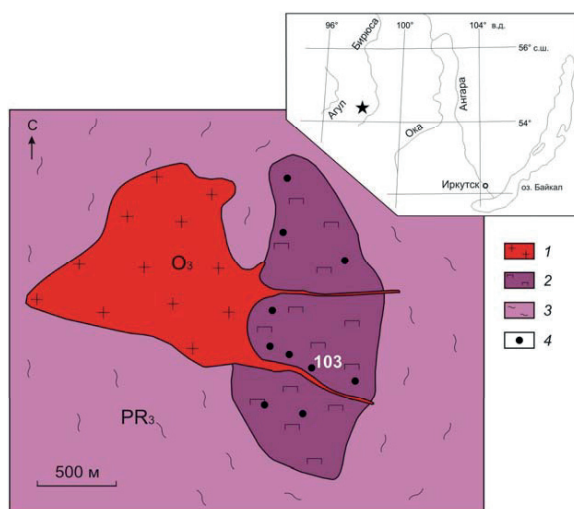 96° 100° 104° в.д.
56° с.ш.
Бирюса
Агул
Ангара
54°
Ока
Иркутск
оз. Байкал
С
O3
103
PR3
500 м
1
2
3
4